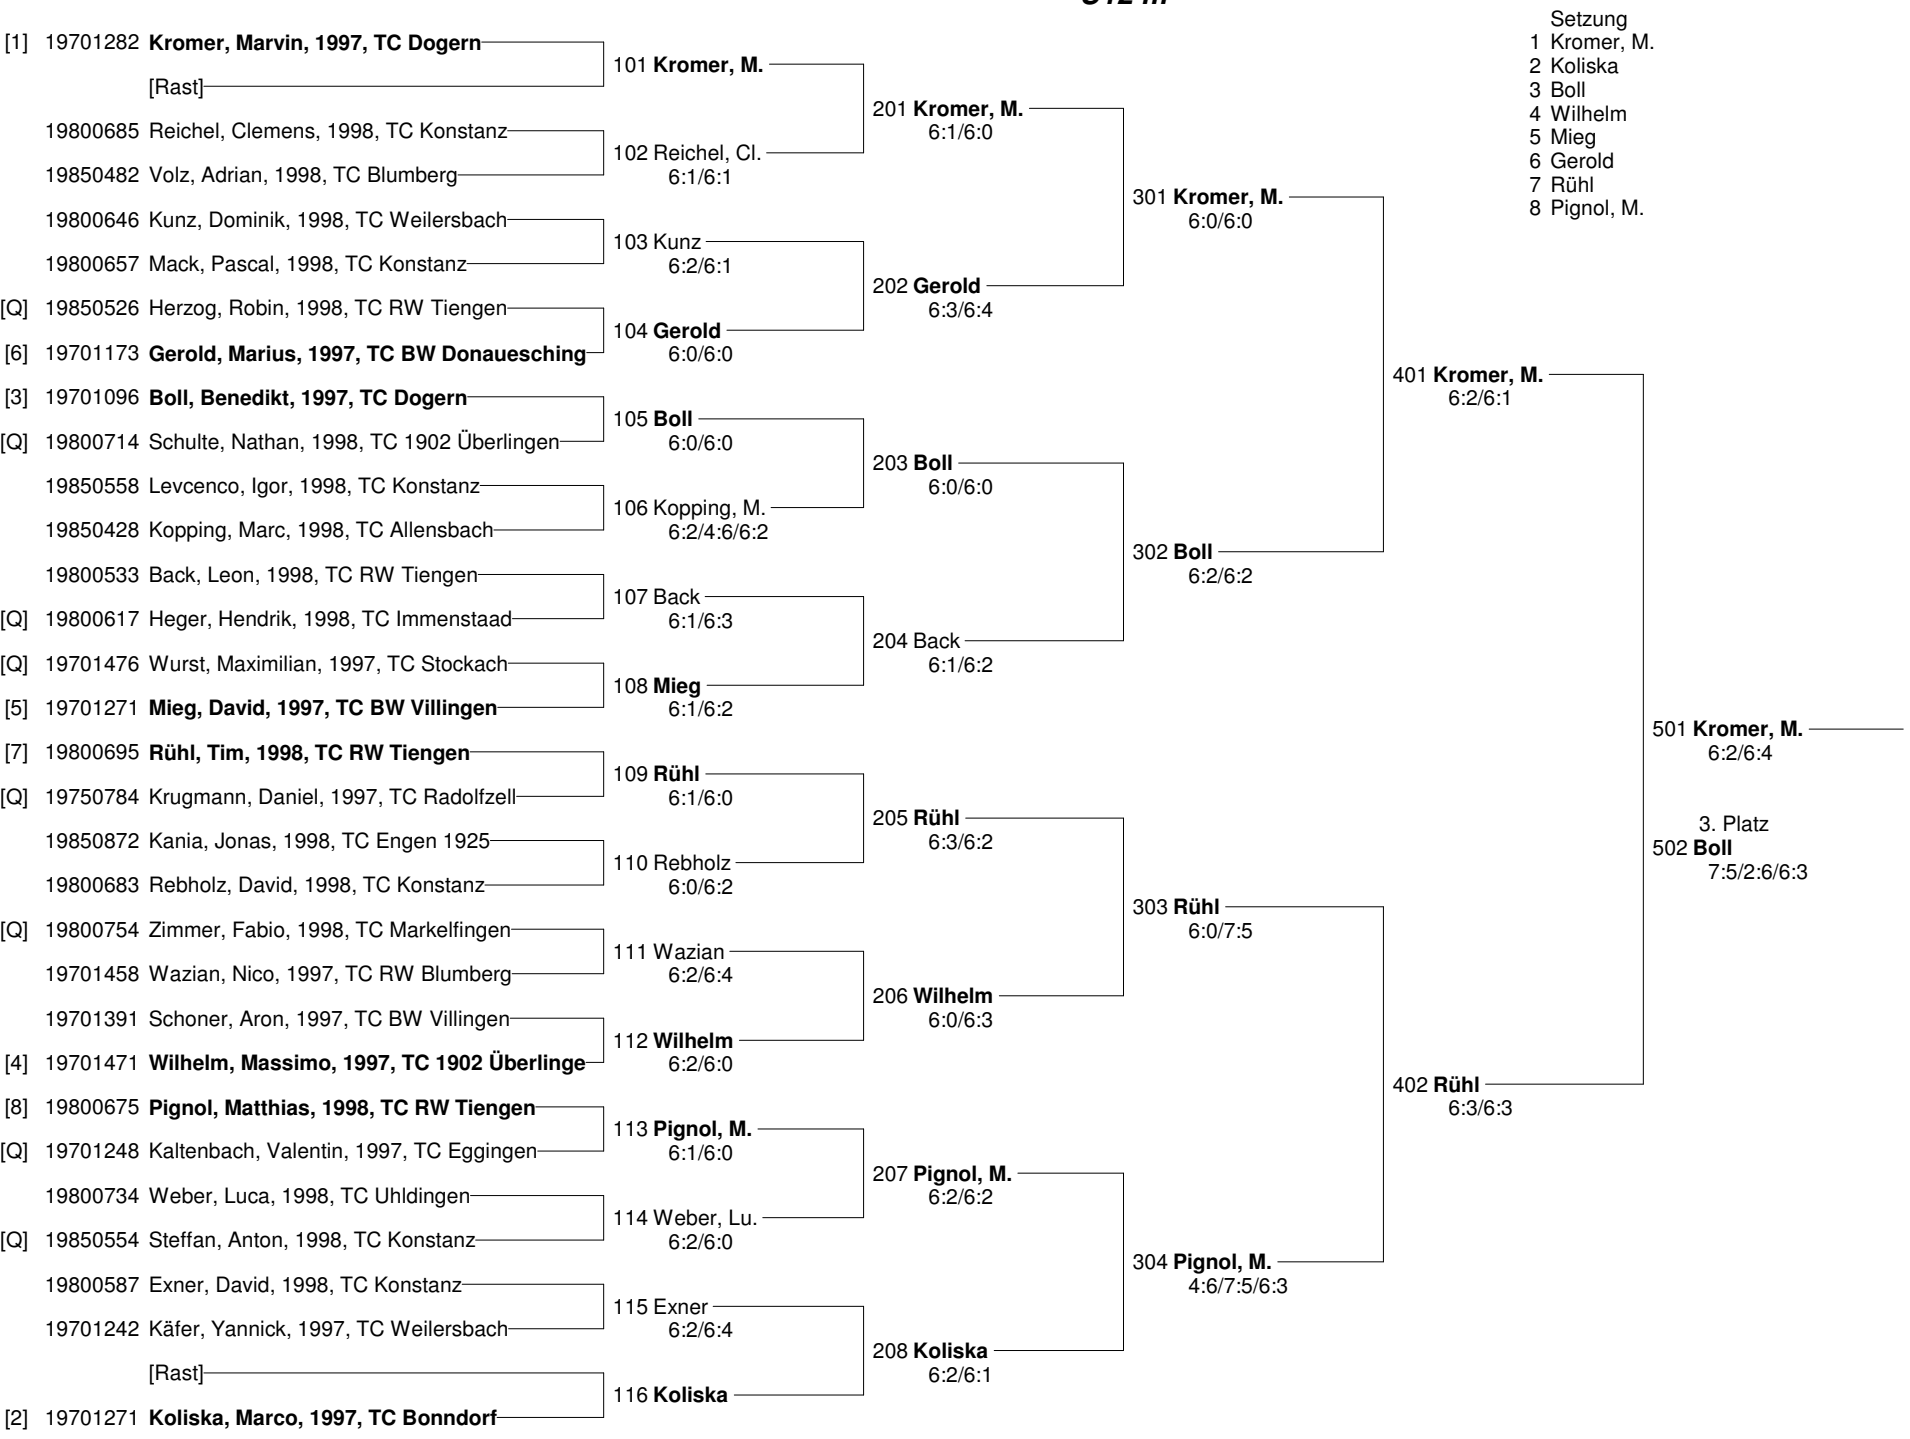 Setzung
1 Kromer, M.
2 Koliska
3 Boll
4 Wilhelm
5 Mieg
6 Gerold
7 Rühl
8 Pignol, M.
[1] 19701282 Kromer, Marvin, 1997, TC Dogern
[Rast]
19800685 Reichel, Clemens, 1998, TC Konstanz
19850482 Volz, Adrian, 1998, TC Blumberg
19800646 Kunz, Dominik, 1998, TC Weilersbach
19800657 Mack, Pascal, 1998, TC Konstanz
[Q] 19850526 Herzog, Robin, 1998, TC RW Tiengen
[6] 19701173 Gerold, Marius, 1997, TC BW Donauesching
[3] 19701096 Boll, Benedikt, 1997, TC Dogern
[Q] 19800714 Schulte, Nathan, 1998, TC 1902 Überlingen
19850558 Levcenco, Igor, 1998, TC Konstanz
19850428 Kopping, Marc, 1998, TC Allensbach
19800533 Back, Leon, 1998, TC RW Tiengen
[Q] 19800617 Heger, Hendrik, 1998, TC Immenstaad
[Q] 19701476 Wurst, Maximilian, 1997, TC Stockach
[5] 19701271 Mieg, David, 1997, TC BW Villingen
[7] 19800695 Rühl, Tim, 1998, TC RW Tiengen
[Q] 19750784 Krugmann, Daniel, 1997, TC Radolfzell
19850872 Kania, Jonas, 1998, TC Engen 1925
19800683 Rebholz, David, 1998, TC Konstanz
[Q] 19800754 Zimmer, Fabio, 1998, TC Markelfingen
19701458 Wazian, Nico, 1997, TC RW Blumberg
19701391 Schoner, Aron, 1997, TC BW Villingen
[4] 19701471 Wilhelm, Massimo, 1997, TC 1902 Überlinge
[8] 19800675 Pignol, Matthias, 1998, TC RW Tiengen
[Q] 19701248 Kaltenbach, Valentin, 1997, TC Eggingen
19800734 Weber, Luca, 1998, TC Uhldingen
[Q] 19850554 Steffan, Anton, 1998, TC Konstanz
19800587 Exner, David, 1998, TC Konstanz
19701242 Käfer, Yannick, 1997, TC Weilersbach
[Rast]
[2] 19701271 Koliska, Marco, 1997, TC Bonndorf
101 Kromer, M.
102 Reichel, Cl.
6:1/6:1
103 Kunz
6:2/6:1
104 Gerold
6:0/6:0
105 Boll
6:0/6:0
106 Kopping, M.
6:2/4:6/6:2
107 Back
6:1/6:3
108 Mieg
6:1/6:2
109 Rühl
6:1/6:0
110 Rebholz
6:0/6:2
111 Wazian
6:2/6:4
112 Wilhelm
6:2/6:0
113 Pignol, M.
6:1/6:0
114 Weber, Lu.
6:2/6:0
115 Exner
6:2/6:4
116 Koliska
201 Kromer, M.
6:1/6:0
202 Gerold
6:3/6:4
203 Boll
6:0/6:0
204 Back
6:1/6:2
205 Rühl
6:3/6:2
206 Wilhelm
6:0/6:3
207 Pignol, M.
6:2/6:2
208 Koliska
6:2/6:1
301 Kromer, M.
6:0/6:0
302 Boll
6:2/6:2
303 Rühl
6:0/7:5
304 Pignol, M.
4:6/7:5/6:3
401 Kromer, M.
6:2/6:1
402 Rühl
6:3/6:3
501 Kromer, M.
6:2/6:4
3. Platz
502 Boll
7:5/2:6/6:3